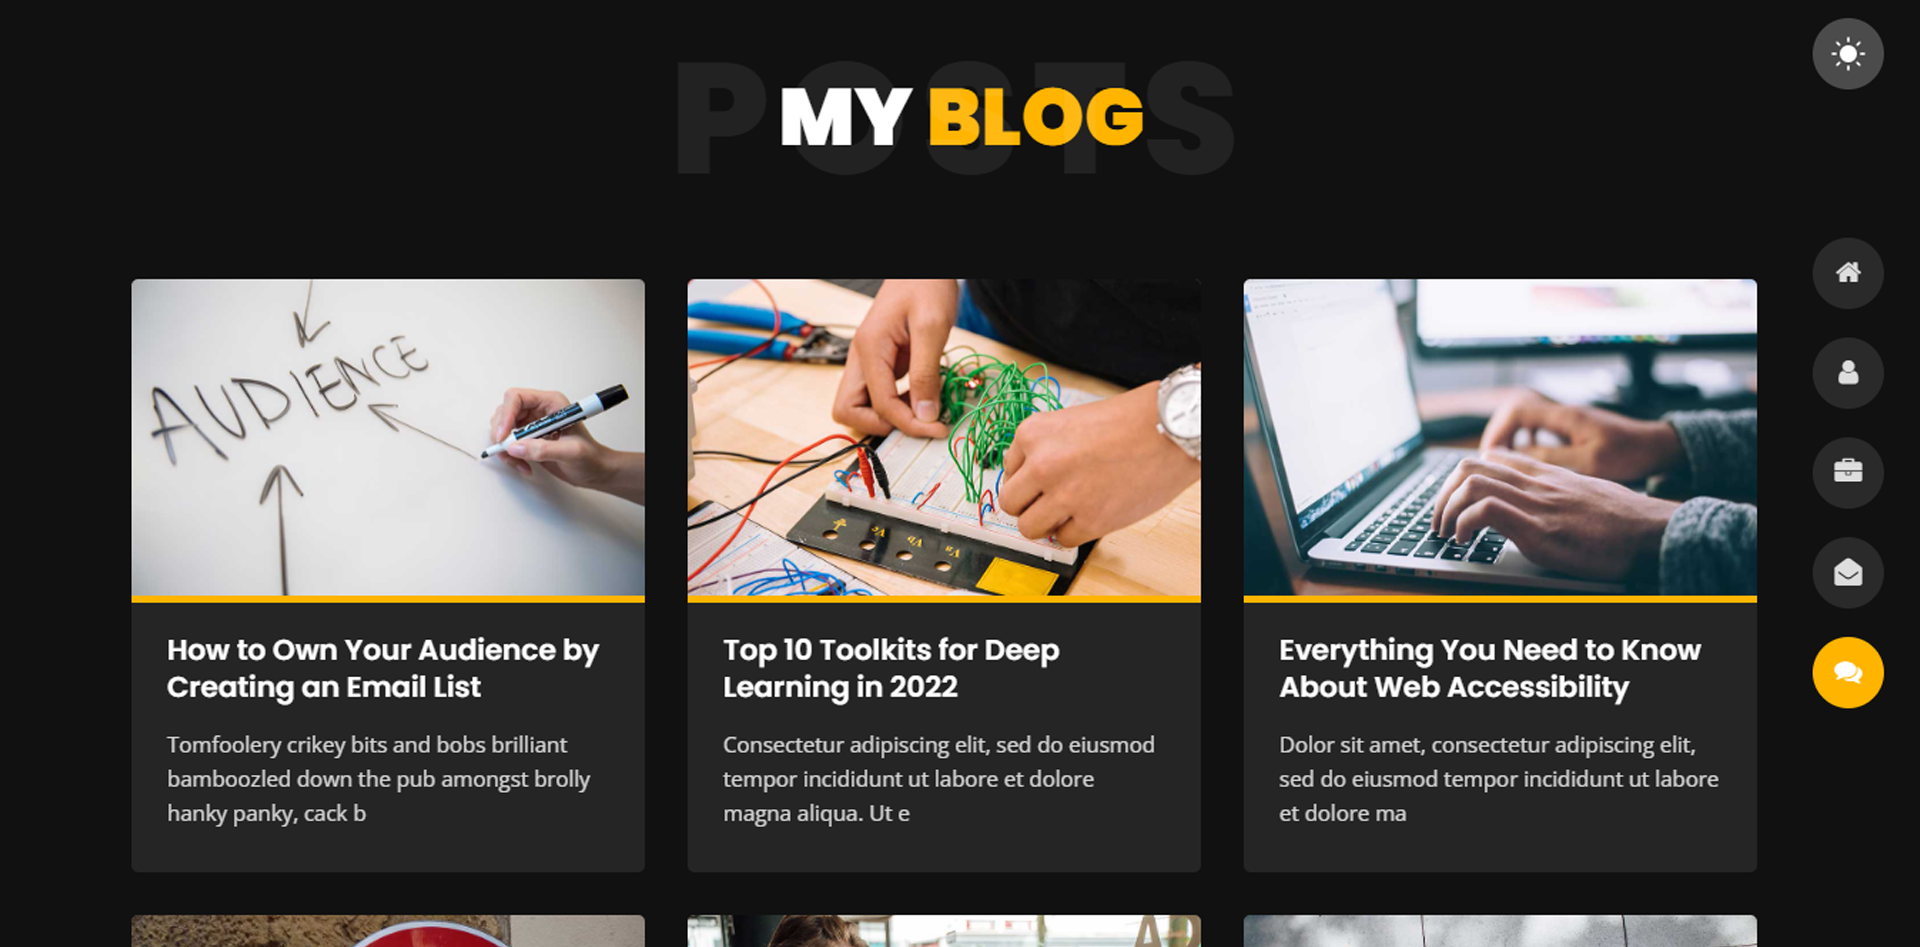 POSTS
MY BLOG
AUDIENCE
How to Own Your Audience by
Creating an Email List
Tomfoolery crikey bits and bobs brilliant
bamboozled down the pub amongst brolly
hanky panky, cack b
Top 10 Toolkits for Deep
Learning in 2022
Consectetur adipiscing elit, sed do eiusmod
tempor incididunt ut labore et dolore
magna aliqua. Ut e
Everything You Need to Know
About Web Accessibility
Dolor sit amet, consectetur adipiscing elit,
sed do eiusmod tempor incididunt ut labore
et dolore ma